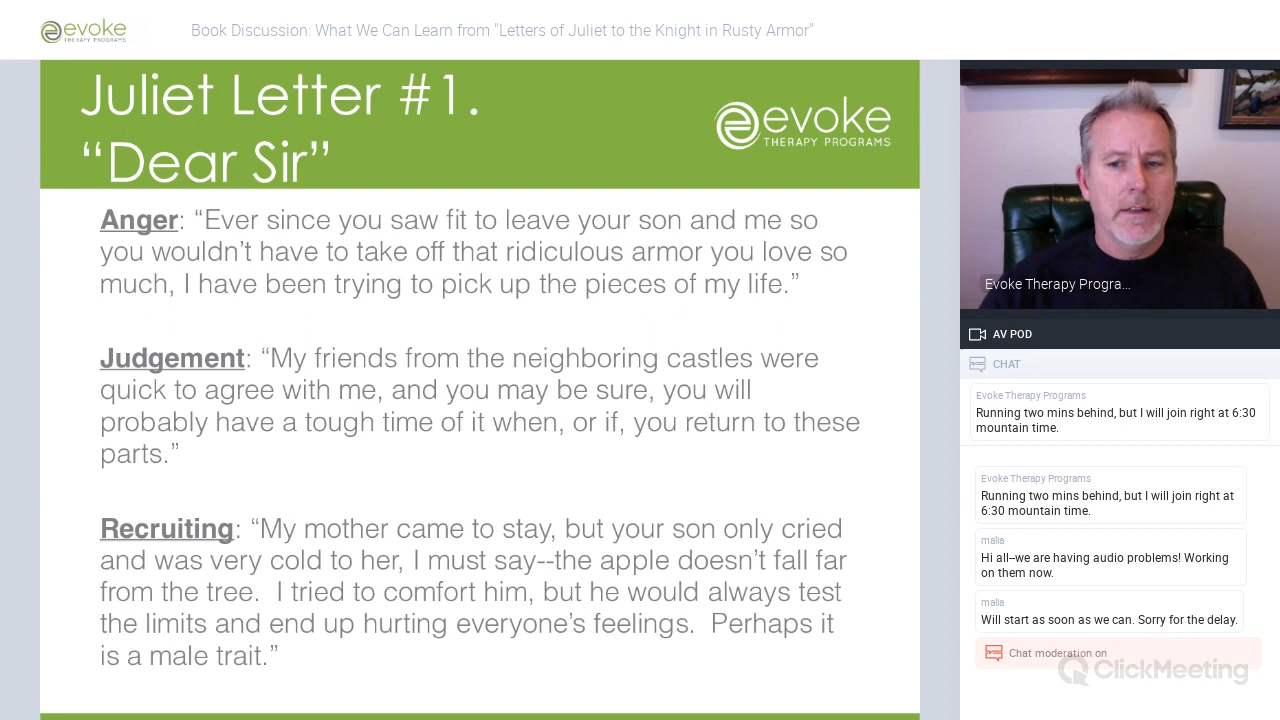 evoke
THERAPY PROGRAMS
Book Discussion: What We Can Learn from "Letters of Juliet to the Knight in Rusty Armor"
Juliet Letter #1.
“Dear Sir”
evoke
THERAPY PROGRAMS
Anger: “Ever since you saw fit to leave your son and me so
you wouldn’t have to take off that ridiculous armor you love so
much, I have been trying to pick up the pieces of my life.”
Judgement: “My friends from the neighboring castles were
quick to agree with me, and you may be sure, you will
probably have a tough time of it when, or if, you return to these
parts.”
Recruiting: “My mother came to stay, but your son only cried
and was very cold to her, I must say--the apple doesn’t fall far
from the tree.  I tried to comfort him, but he would always test
the limits and end up hurting everyone’s feelings.  Perhaps it
is a male trait.”
Evoke Therapy Progra...
AV POD
CHAT
Evoke Therapy Programs
Running two mins behind, but I will join right at 6:30
mountain time.
Evoke Therapy Programs
Running two mins behind, but I will join right at
6:30 mountain time.
malia
Hi all--we are having audio problems! Working
on them now.
malia
Will start as soon as we can. Sorry for the delay.
Chat moderation on
ClickMeeting